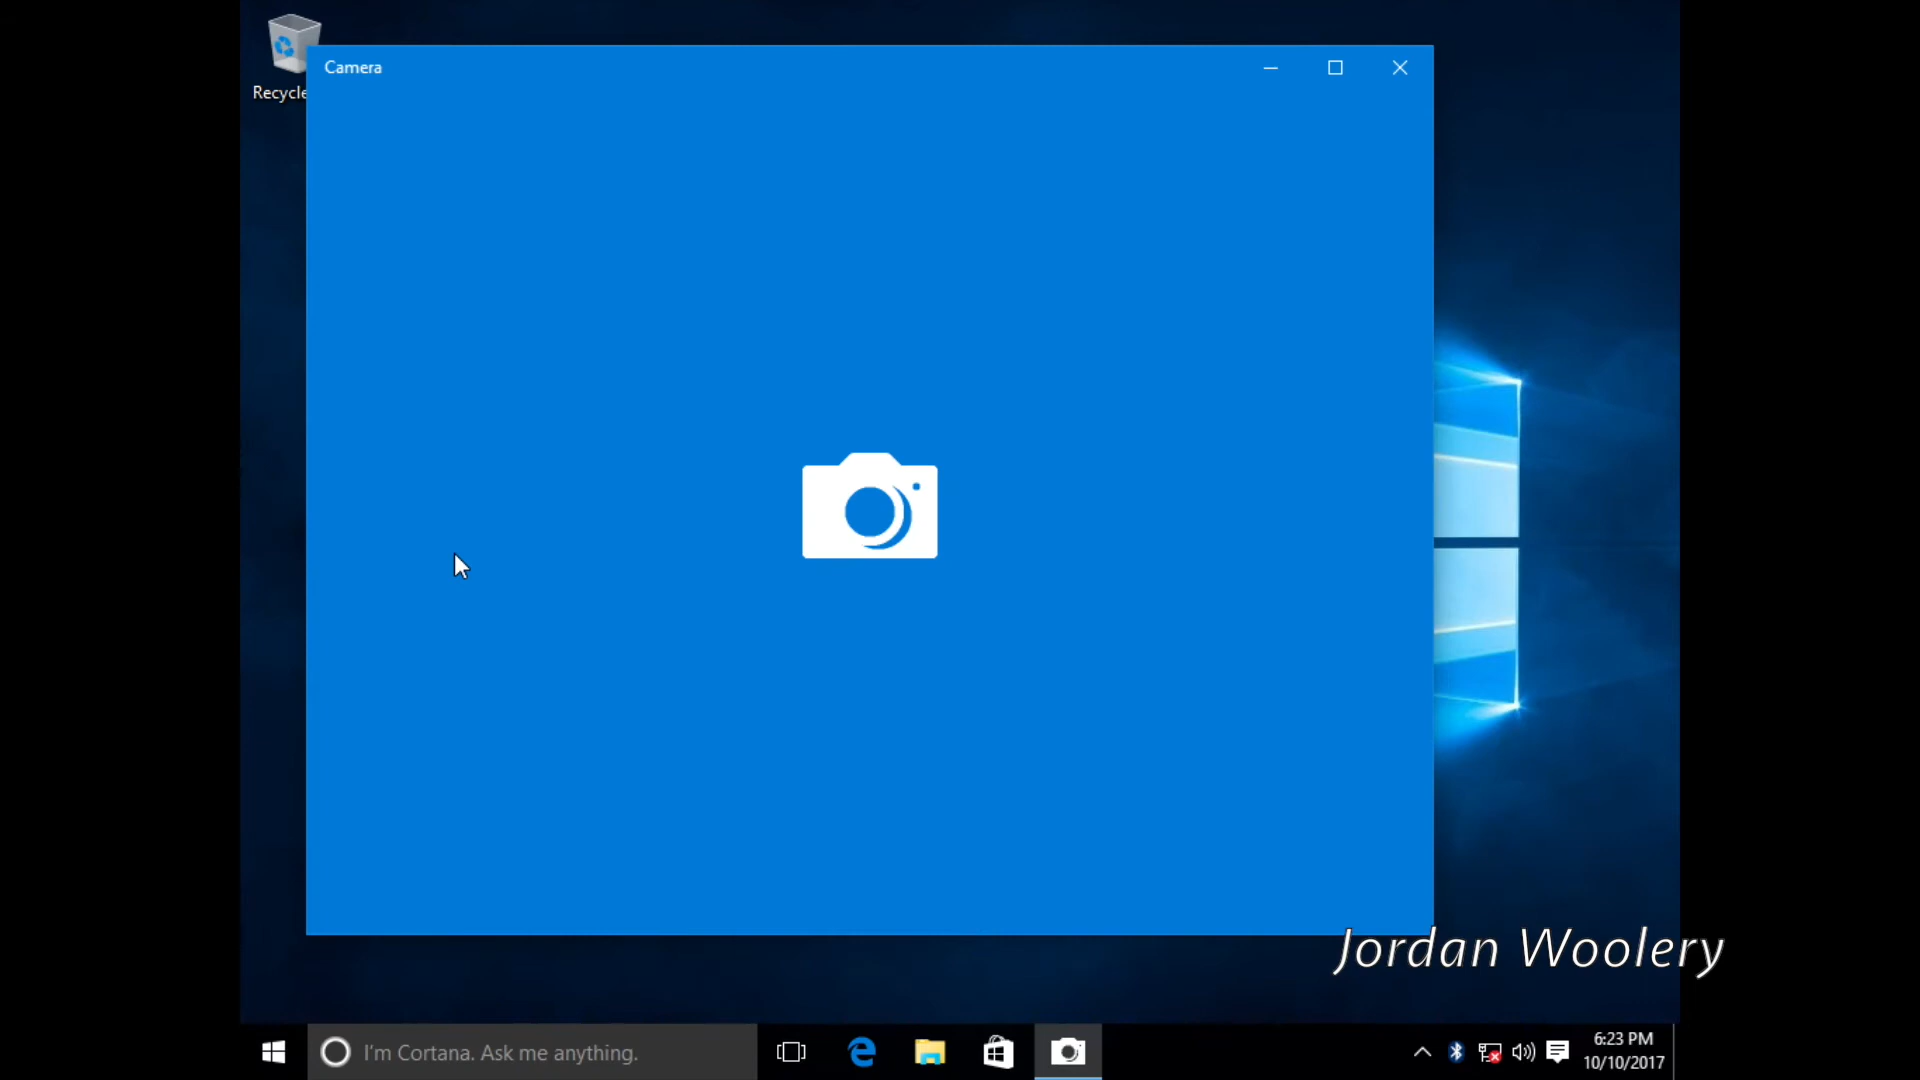 Recycle
Camera
Jordan Woolery
I'm Cortana. Ask me anything.
6:23 PM
10/10/2017